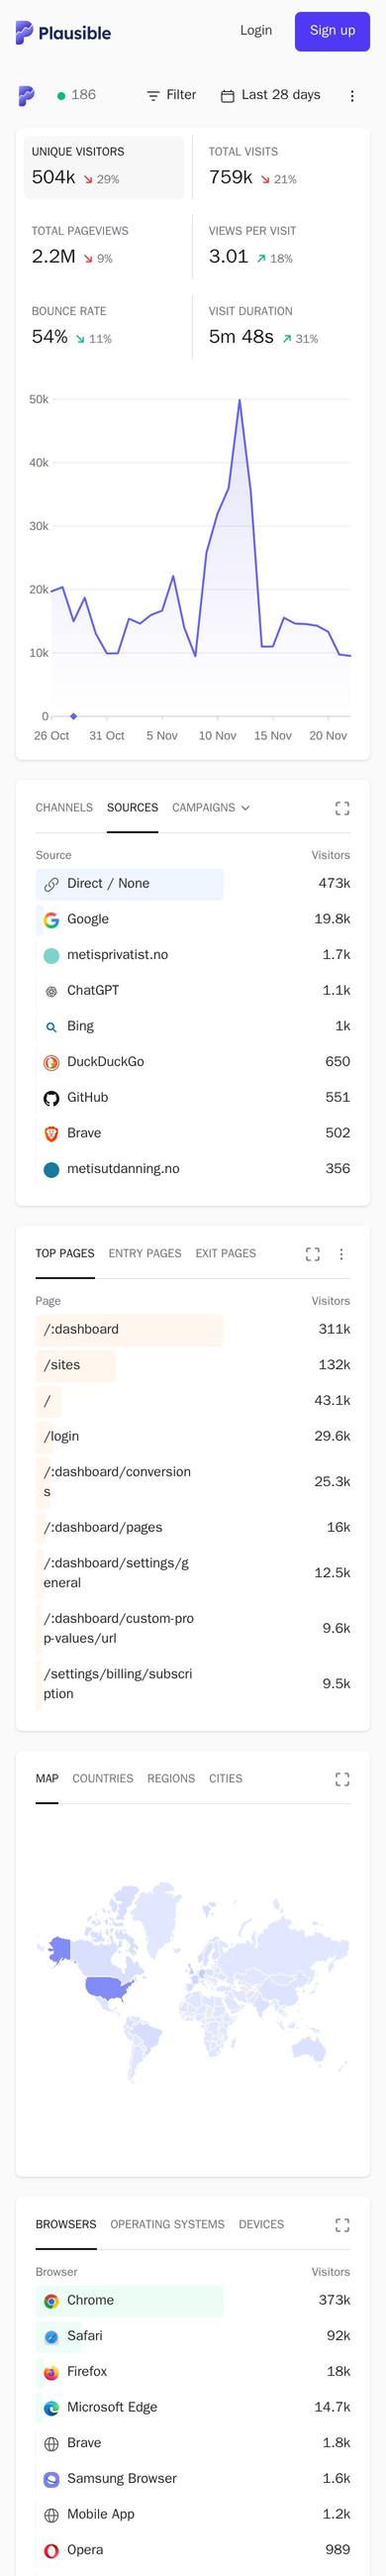 Plausible
Login
Sign up
186
Filter
Last 28 days
UNIQUE VISITORS
504k 29%
TOTAL VISITS
759k 21%
TOTAL PAGEVIEWS
2.2M 9%
VIEWS PER VISIT
3.01 18%
BOUNCE RATE
54% 11%
VISIT DURATION
5m 48s 31%
50k
40k
30k
20k
10k
0
26 Oct 31 Oct 5 Nov 10 Nov 15 Nov 20 Nov
CHANNELS SOURCES CAMPAIGNS
Source Visitors
Direct / None 473k
Google 19.8k
metisprivatist.no 1.7k
ChatGPT 1.1k
Bing 1k
DuckDuckGo 650
GitHub 551
Brave 502
metisutdanning.no 356
TOP PAGES ENTRY PAGES EXIT PAGES
Page Visitors
/:dashboard 311k
/sites 132k
/ 43.1k
/login 29.6k
/:dashboard/conversion
s 25.3k
/:dashboard/pages 16k
/:dashboard/settings/g
eneral 12.5k
/:dashboard/custom-pro
p-values/url 9.6k
/settings/billing/subscri
ption 9.5k
MAP COUNTRIES REGIONS CITIES
BROWSERS OPERATING SYSTEMS DEVICES
Browser Visitors
Chrome 373k
Safari 92k
Firefox 18k
Microsoft Edge 14.7k
Brave 1.8k
Samsung Browser 1.6k
Mobile App 1.2k
Opera 989